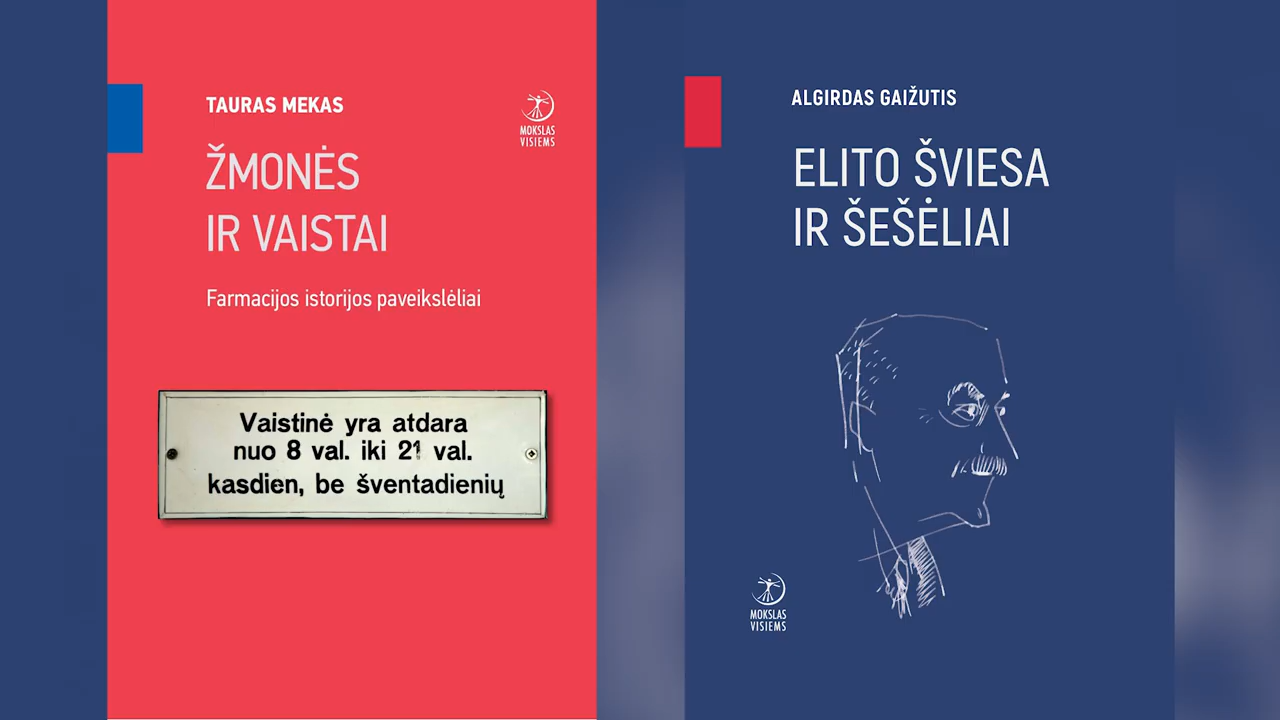 TAURAS MEKAS
MOKSLAS
VISIEMS
ŽMONĖS
IR VAISTAI
Farmacijos istorijos paveikslėliai
Vaistinė yra atdara
nuo 8 val. iki 21 val.
kasdien, be šventadienių
ALGIRDAS GAIŽUTIS
ELITO ŠVIESA
IR ŠEŠĖLIAI
MOKSLAS
VISIEMS